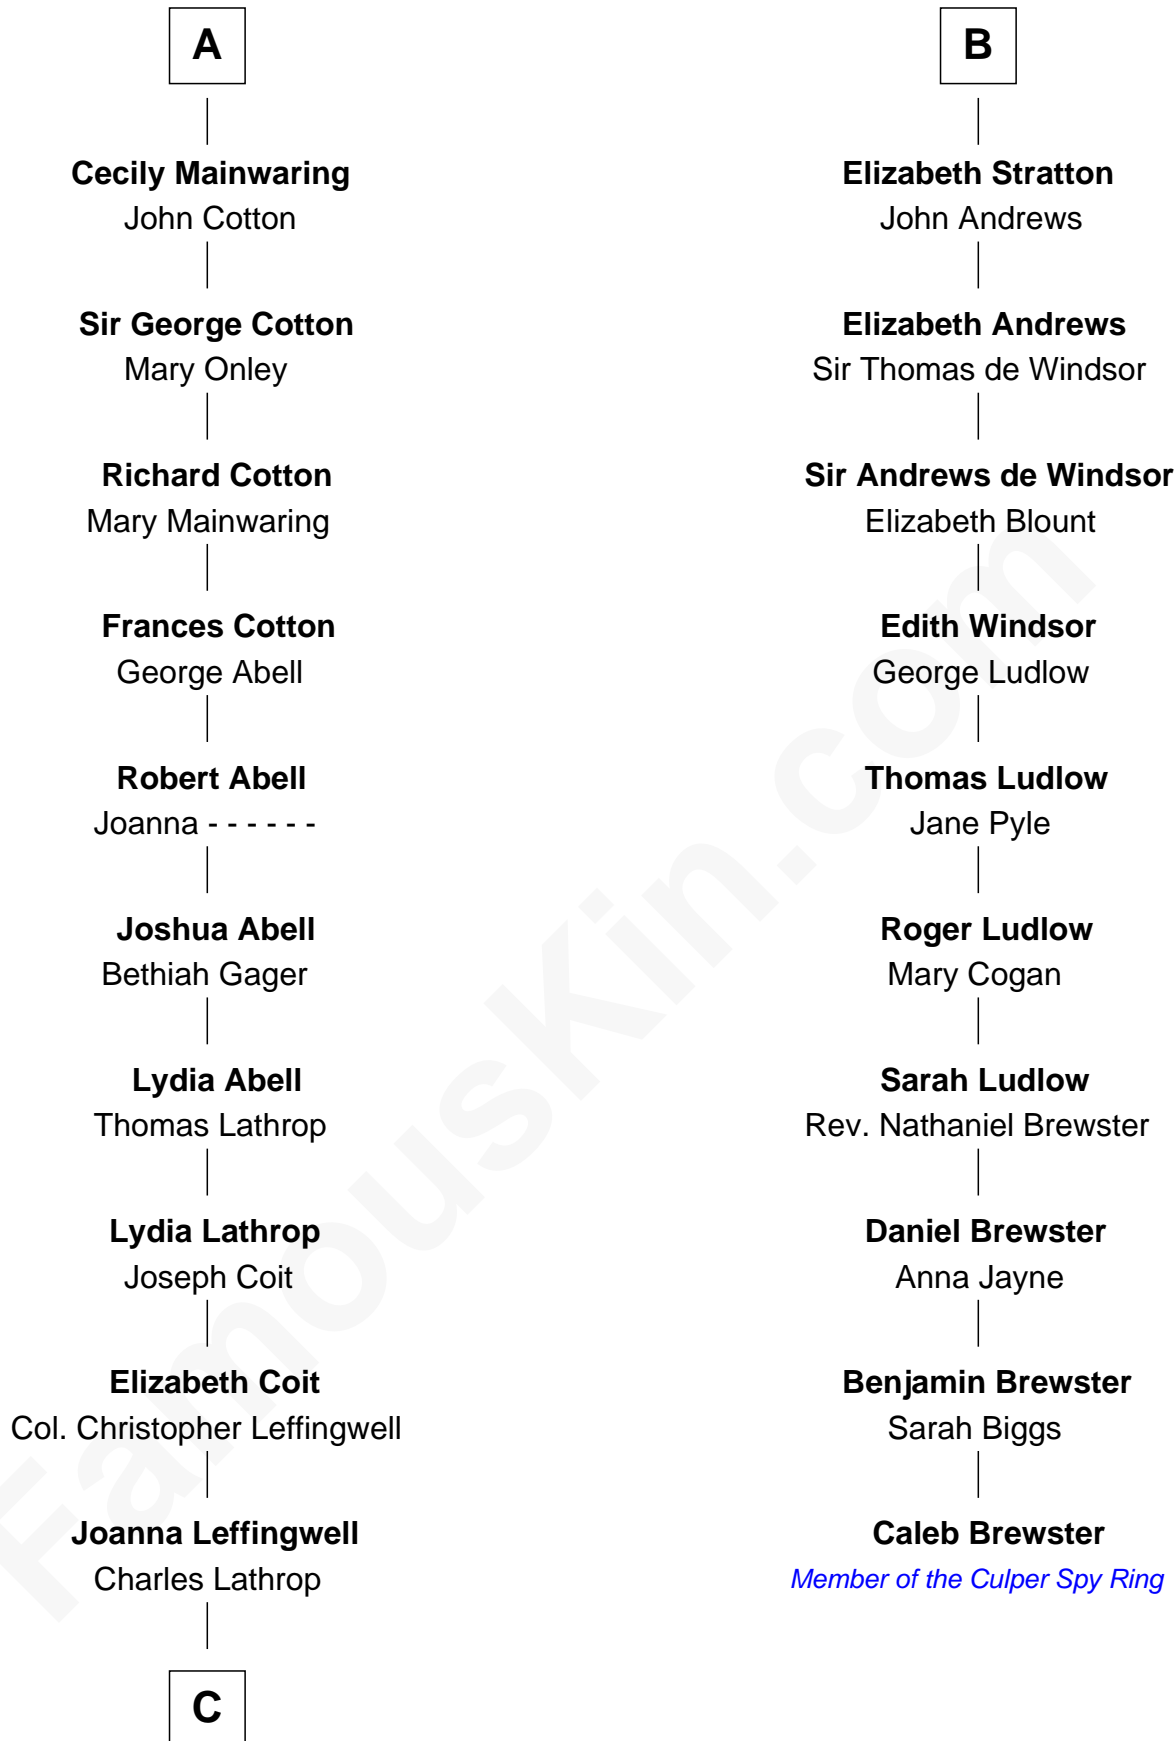 A
Cecily Mainwaring
John Cotton
Sir George Cotton
Mary Onley
Richard Cotton
Mary Mainwaring
Frances Cotton
George Abell
Robert Abell
Joanna - - - - - -
Joshua Abell
Bethiah Gager
Lydia Abell
Thomas Lathrop
Lydia Lathrop
Joseph Coit
Elizabeth Coit
Col. Christopher Leffingwell
Joanna Leffingwell
Charles Lathrop
C
B
Elizabeth Stratton
John Andrews
Elizabeth Andrews
Sir Thomas de Windsor
Sir Andrews de Windsor
Elizabeth Blount
Edith Windsor
George Ludlow
Thomas Ludlow
Jane Pyle
Roger Ludlow
Mary Cogan
Sarah Ludlow
Rev. Nathaniel Brewster
Daniel Brewster
Anna Jayne
Benjamin Brewster
Sarah Biggs
Caleb Brewster
Member of the Culper Spy Ring
FamousKin.com